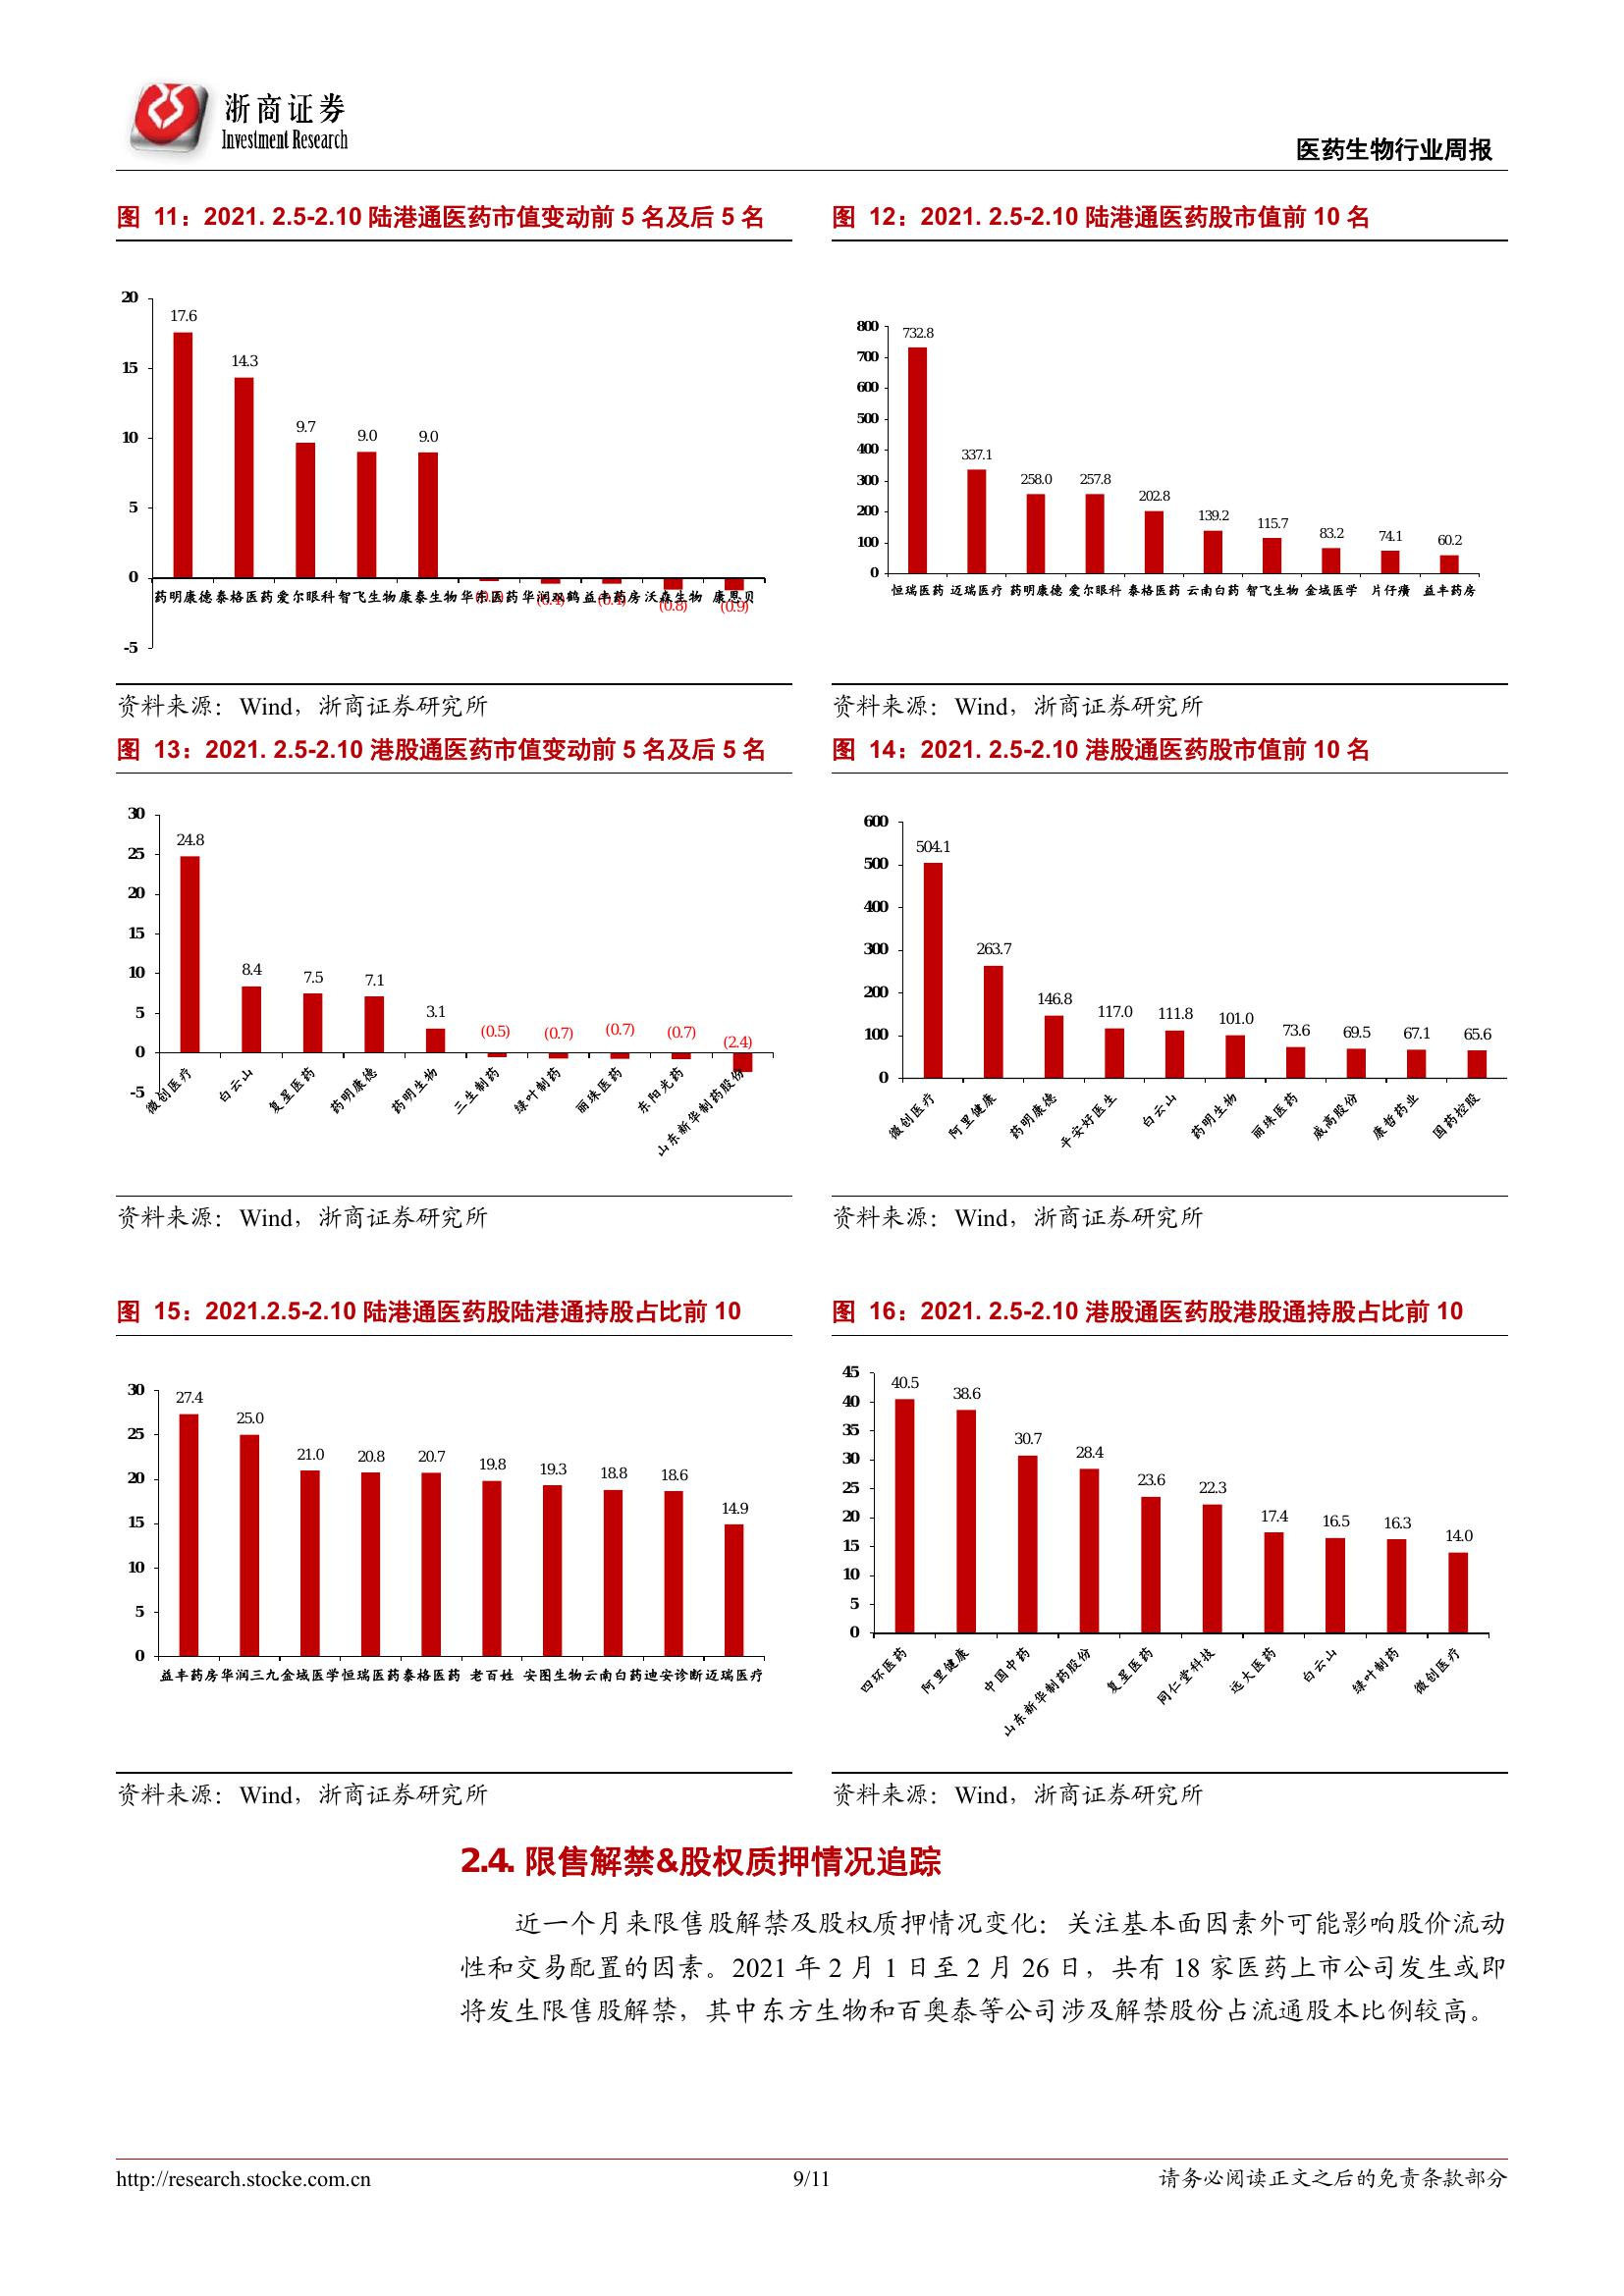 浙商证券
Investment Research
医药生物行业周报
图 11：2021. 2.5-2.10 陆港通医药市值变动前 5 名及后 5 名
20
15
10
5
0
-5
17.6
14.3
9.7
9.0
9.0
(0.4)
(0.4)
(0.8)
(0.9)
药明康德 泰格医药 爱尔眼科 智飞生物 康泰生物 华东医药 华润双鹤 益丰药房 沃森生物 康恩贝
资料来源：Wind，浙商证券研究所
图 12：2021. 2.5-2.10 陆港通医药股市值前 10 名
800
700
600
500
400
300
200
100
0
732.8
337.1
258.0
257.8
202.8
139.2
115.7
83.2
74.1
60.2
恒瑞医药 迈瑞医疗 药明康德 爱尔眼科 泰格医药 云南白药 智飞生物 金域医学 片仔癀 益丰药房
资料来源：Wind，浙商证券研究所
图 13：2021. 2.5-2.10 港股通医药市值变动前 5 名及后 5 名
30
25
20
15
10
5
0
-5
24.8
8.4
7.5
7.1
3.1
(0.5)
(0.7)
(0.7)
(0.7)
(2.4)
微创医疗
白云山
复星医药
药明康德
药明生物
三生制药
绿叶制药
丽珠医药
东阳光药
山东新华制药股份
资料来源：Wind，浙商证券研究所
图 14：2021. 2.5-2.10 港股通医药股市值前 10 名
600
500
400
300
200
100
0
504.1
263.7
146.8
117.0
111.8
101.0
73.6
69.5
67.1
65.6
微创医疗
阿里健康
药明康德
平安好医生
白云山
药明生物
丽珠医药
威高股份
康哲药业
国药控股
资料来源：Wind，浙商证券研究所
图 15：2021.2.5-2.10 陆港通医药股陆港通持股占比前 10
30
25
20
15
10
5
0
27.4
25.0
21.0
20.8
20.7
19.8
19.3
18.8
18.6
14.9
益丰药房 华润三九 金域医学 恒瑞医药 泰格医药 老百姓 安图生物 云南白药 迪安诊断 迈瑞医疗
资料来源：Wind，浙商证券研究所
图 16：2021. 2.5-2.10 港股通医药股港股通持股占比前 10
45
40
35
30
25
20
15
10
5
0
40.5
38.6
30.7
28.4
23.6
22.3
17.4
16.5
16.3
14.0
四环医药
阿里健康
中国中药
山东新华制药股份
复星医药
同仁堂科技
远大医药
白云山
绿叶制药
微创医疗
资料来源：Wind，浙商证券研究所
2.4. 限售解禁&股权质押情况追踪
近一个月来限售股解禁及股权质押情况变化：关注基本面因素外可能影响股价流动
性和交易配置的因素。2021 年 2 月 1 日至 2 月 26 日，共有 18 家医药上市公司发生或即
将发生限售股解禁，其中东方生物和百奥泰等公司涉及解禁股份占流通股本比例较高。
http://research.stocke.com.cn
9/11
请务必阅读正文之后的免责条款部分